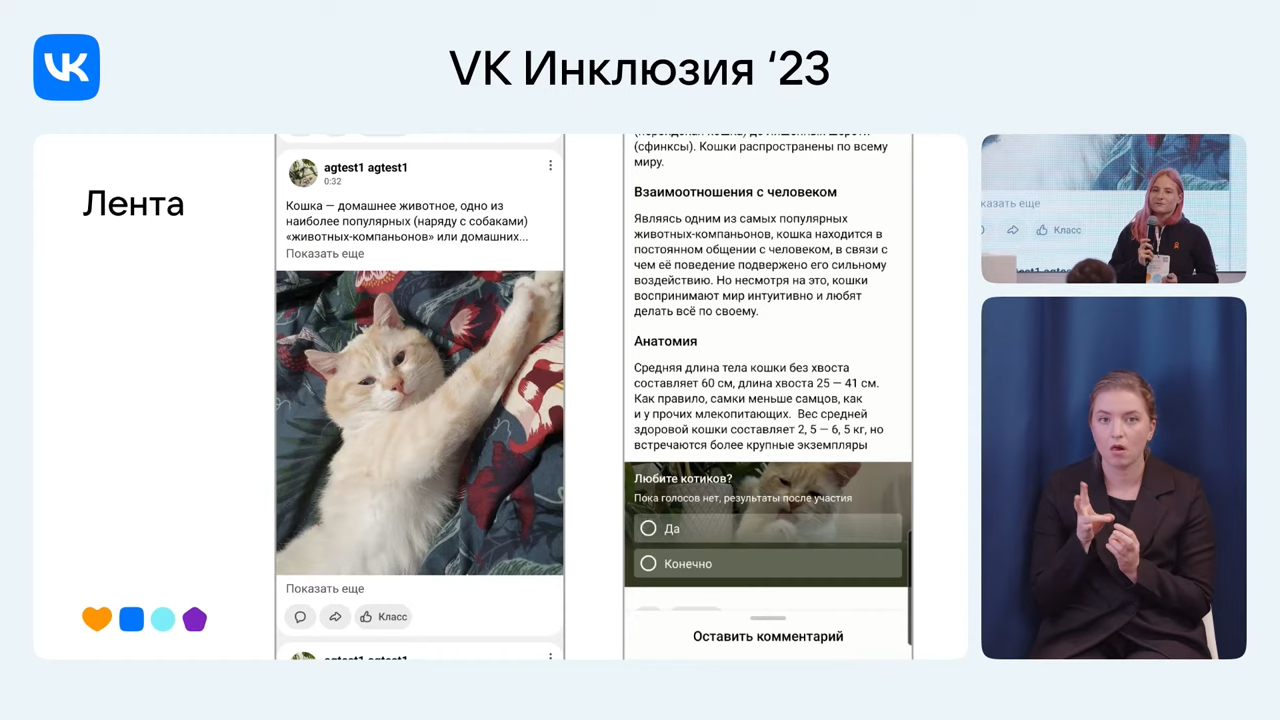 VK
VK Инклюзия ‘23
Лента
agtest1 agtest1
0:32
Кошка — домашнее животное, одно из
наиболее популярных (наряду с собаками)
«животных-компаньонов» или домашних...
Показать еще
Показать еще
Класс
agtest1 agtest1
(сфинксы). Кошки распространены по всему
миру.
Взаимоотношения с человеком
Являясь одним из самых популярных
животных-компаньонов, кошка находится в
постоянном общении с человеком, в связи с
чем её поведение подвержено его сильному
воздействию. Но несмотря на это, кошки
воспринимают мир интуитивно и любят
делать всё по своему.
Анатомия
Средняя длина тела кошки без хвоста
составляет 60 см, длина хвоста 25 — 41 см.
Как правило, самки меньше самцов, как
и у прочих млекопитающих. Вес средней
здоровой кошки составляет 2, 5 — 6, 5 кг, но
встречаются более крупные экземпляры
Любите котиков?
Пока голосов нет, результаты после участия
Да
Конечно
Оставить комментарий
казать еще
Класс